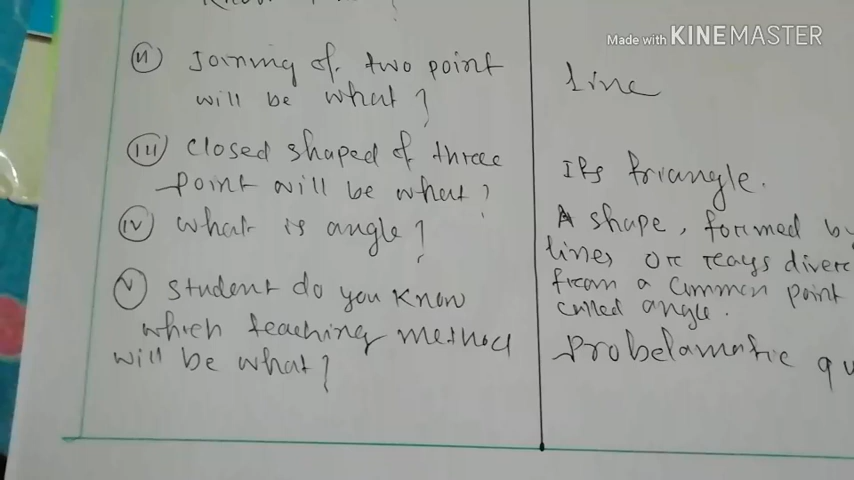 Made with KINEMASTER
(ii) Joining of two point
will be what?
line
(iii) closed shaped of three
point will be what?
Its triangle.
(iv) what is angle?
A shape, formed by
lines or rays diverc
from a common point
called angle.
(v) student do you know
which teaching method
will be what?
Probelamatic qu